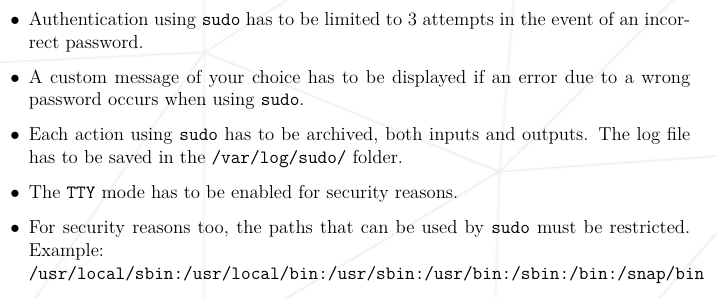 • Authentication using sudo has to be limited to 3 attempts in the event of an incor-
rect password.
• A custom message of your choice has to be displayed if an error due to a wrong
password occurs when using sudo.
• Each action using sudo has to be archived, both inputs and outputs. The log file
has to be saved in the /var/log/sudo/ folder.
• The TTY mode has to be enabled for security reasons.
• For security reasons too, the paths that can be used by sudo must be restricted.
Example:
/usr/local/sbin:/usr/local/bin:/usr/sbin:/usr/bin:/sbin:/bin:/snap/bin